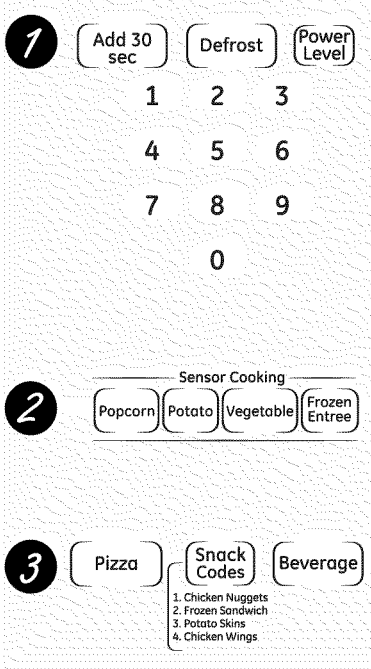 1 Add 30 sec Defrost Power Level
1 2 3
4 5 6
7 8 9
0
Sensor Cooking
2 Popcorn Potato Vegetable Frozen Entree
3 Pizza Snack Codes Beverage
1. Chicken Nuggets
2. Frozen Sandwich
3. Potato Skins
4. Chicken Wings